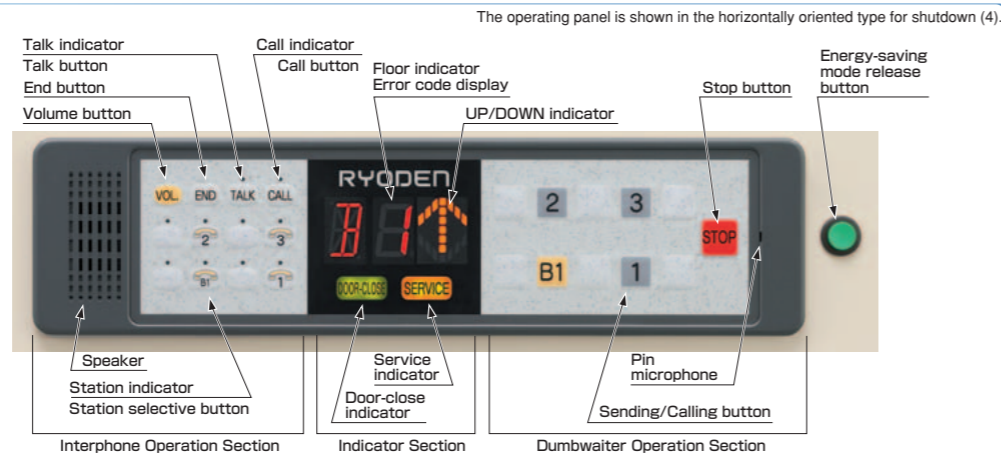 The operating panel is shown in the horizontally oriented type for shutdown (4).
Talk indicator
Talk button
End button
Volume button
Call indicator
Call button
Floor indicator
Error code display
UP/DOWN indicator
Stop button
Energy-saving
mode release
button
RYODEN
VOL.
END
TALK
CALL
2
3
B1
1
B1
DOOR-CLOSE
SERVICE
2
3
B1
1
STOP
Speaker
Station indicator
Station selective button
Service
indicator
Door-close
indicator
Pin
microphone
Sending/Calling button
Interphone Operation Section
Indicator Section
Dumbwaiter Operation Section